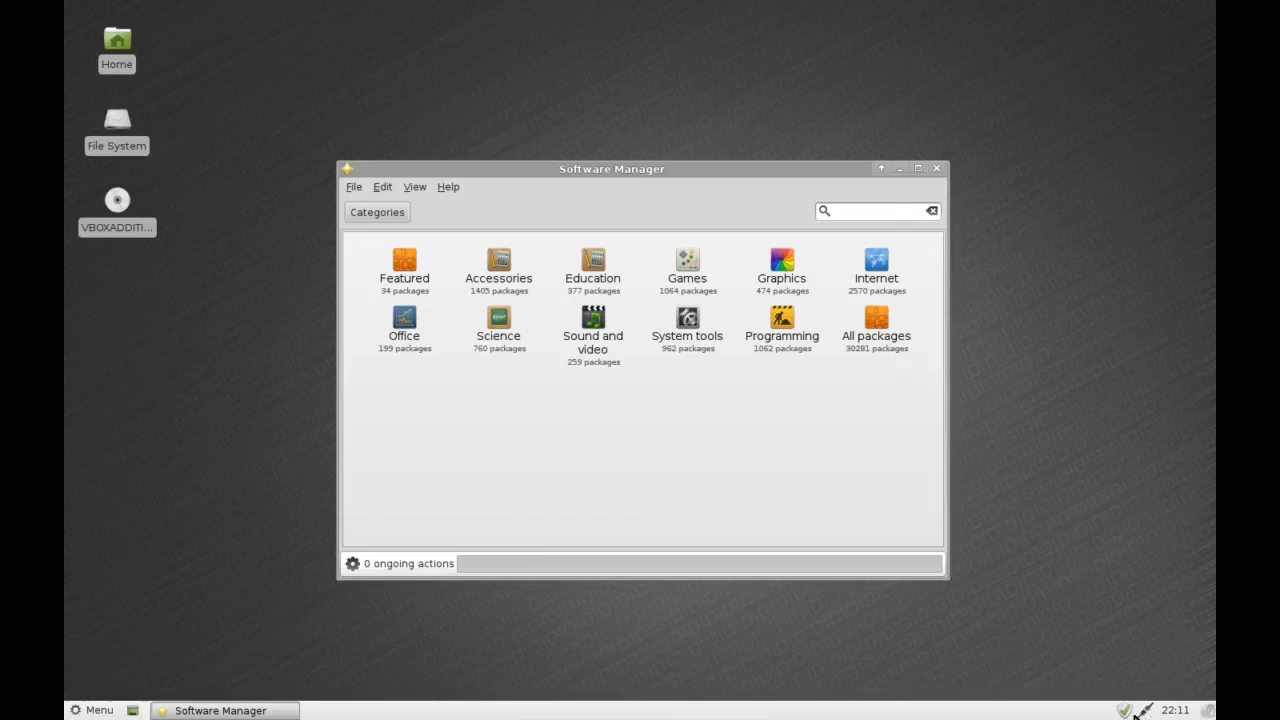 Home
File System
VBOXADDITI...
Software Manager
File Edit View Help
Categories
Featured
34 packages
Accessories
1405 packages
Education
377 packages
Games
1064 packages
Graphics
474 packages
Internet
2570 packages
Office
199 packages
Science
760 packages
Sound and
video
259 packages
System tools
962 packages
Programming
1062 packages
All packages
30281 packages
0 ongoing actions
Menu Software Manager 22:11